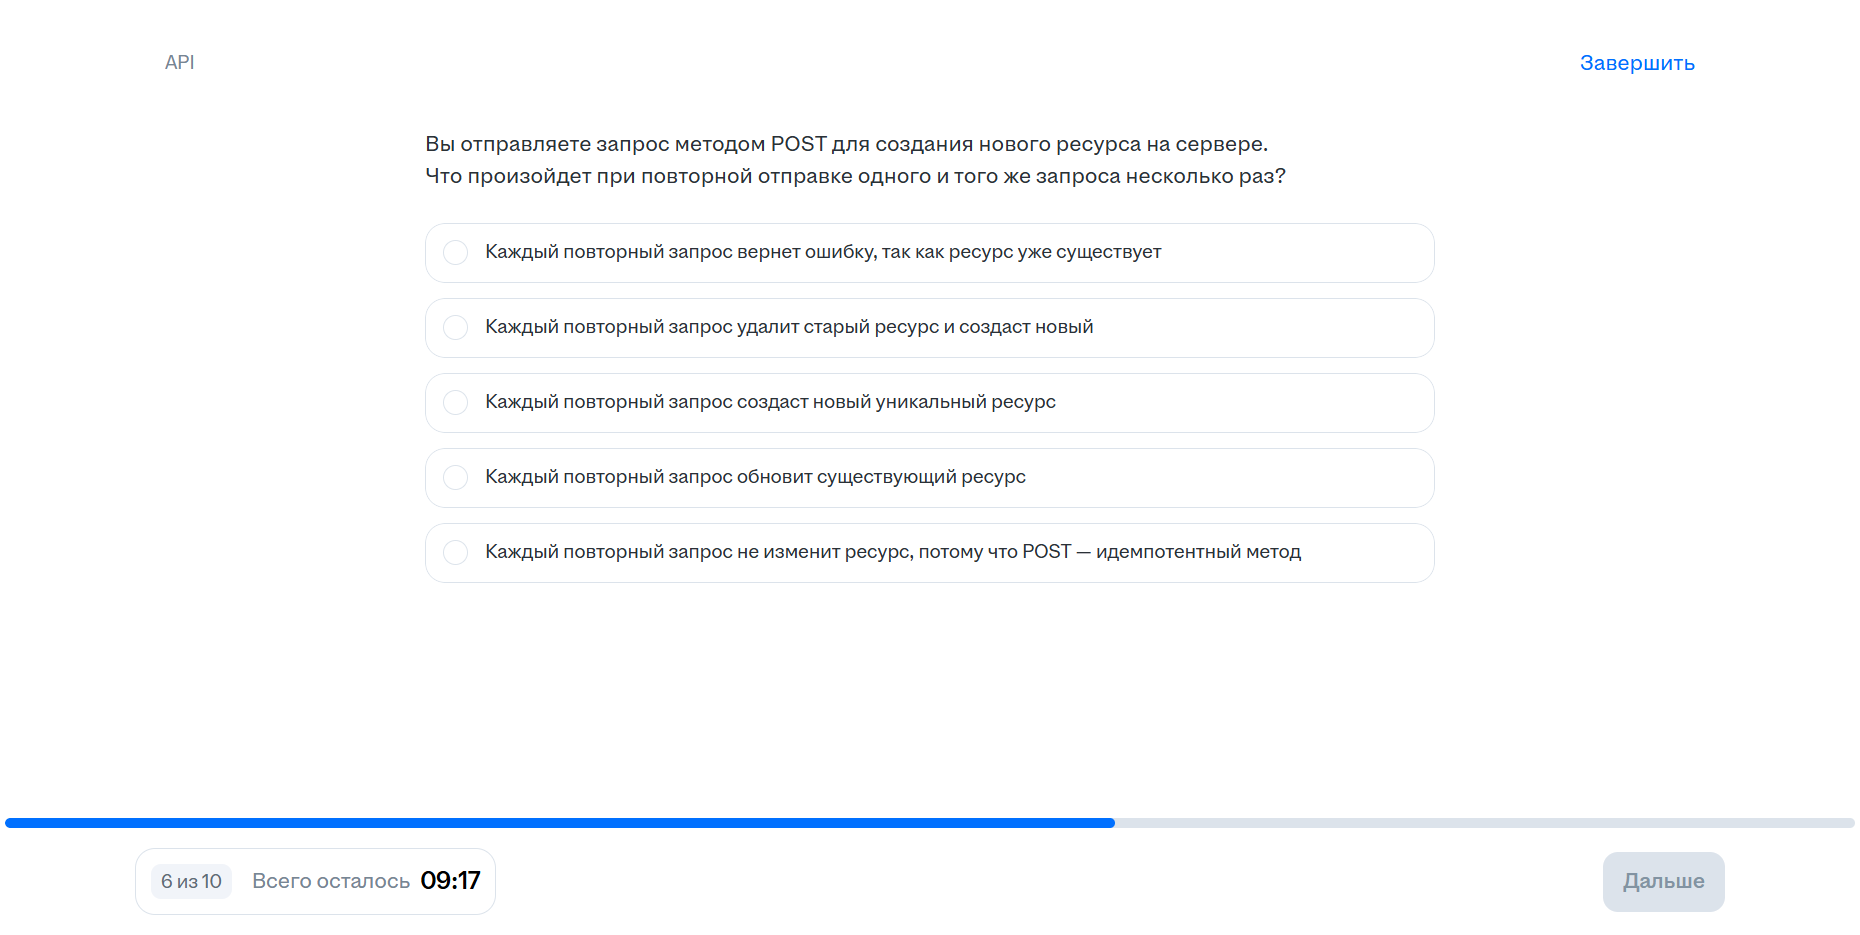 API
Завершить
Вы отправляете запрос методом POST для создания нового ресурса на сервере.
Что произойдет при повторной отправке одного и того же запроса несколько раз?
Каждый повторный запрос вернет ошибку, так как ресурс уже существует
Каждый повторный запрос удалит старый ресурс и создаст новый
Каждый повторный запрос создаст новый уникальный ресурс
Каждый повторный запрос обновит существующий ресурс
Каждый повторный запрос не изменит ресурс, потому что POST — идемпотентный метод
6 из 10 Всего осталось 09:17
Дальше